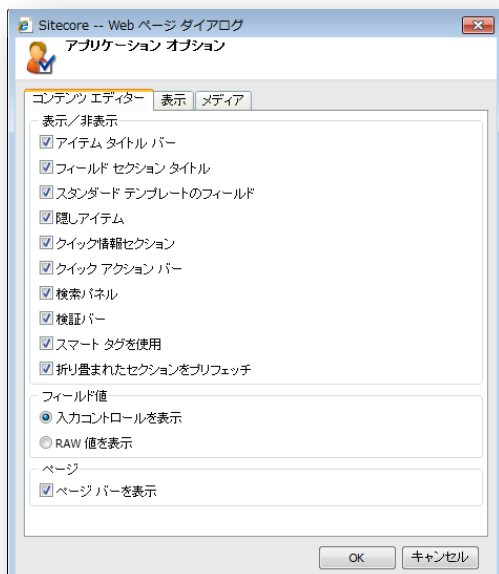 Sitecore -- Web ページ ダイアログ
アプリケーション オプション
コンテンツ エディター 表示 メディア
表示／非表示
アイテム タイトル バー
フィールド セクション タイトル
スタンダード テンプレートのフィールド
隠しアイテム
クイック情報セクション
クイック アクション バー
検索パネル
検証バー
スマート タグを使用
折り畳まれたセクションをプリフェッチ
フィールド値
入力コントロールを表示
RAW 値を表示
ページ
ページ バーを表示
OK キャンセル